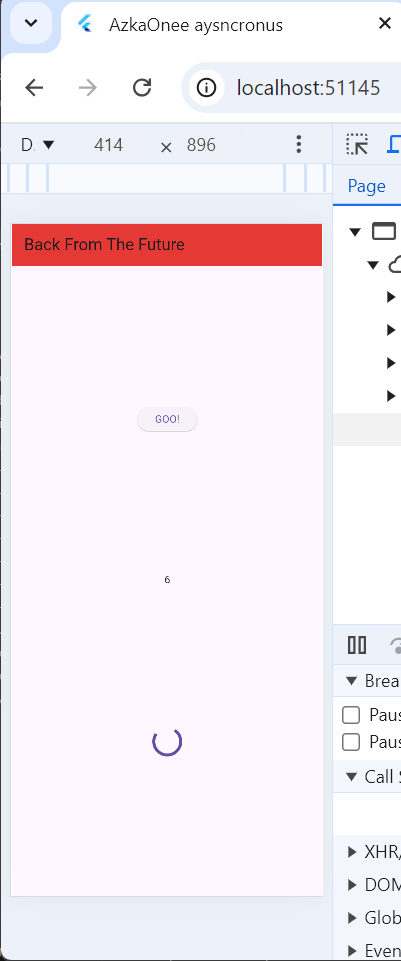 AzkaOnee aysncronus
localhost:51145
D.
414 × 896
Page
Back From The Future
GOO!
6
Brea
Paus
Paus
Call S
XHR/
DOM
Glob
Even